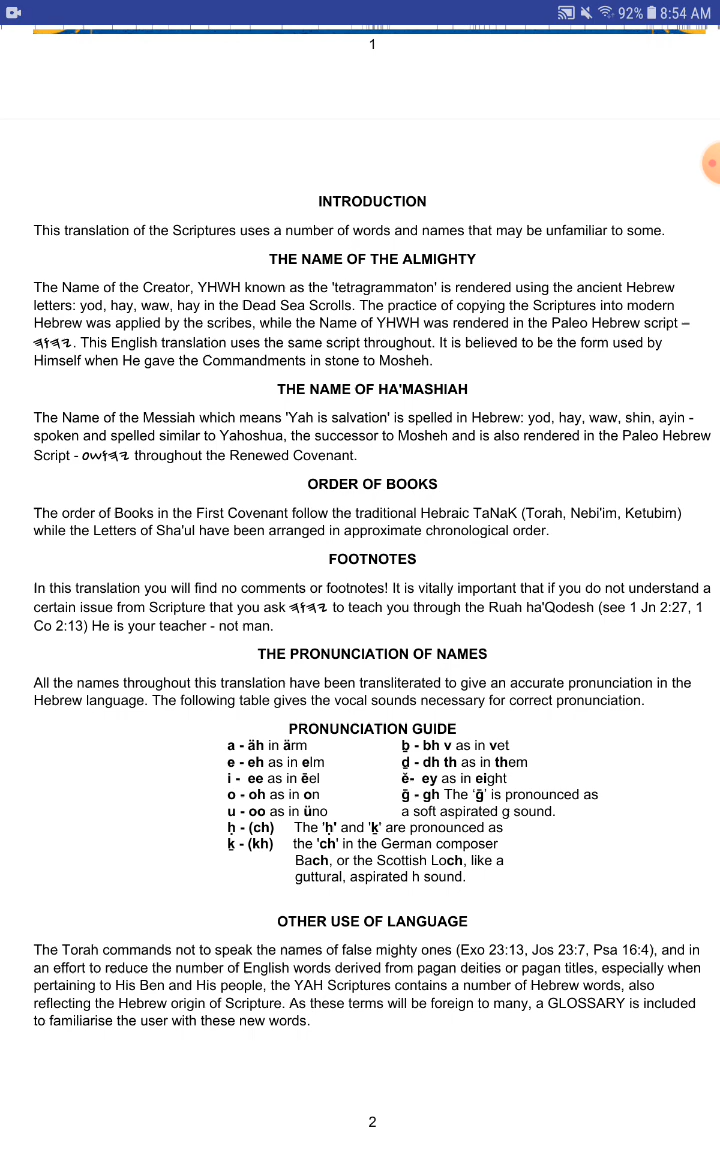 92% 8:54 AM
1
INTRODUCTION
This translation of the Scriptures uses a number of words and names that may be unfamiliar to some.
THE NAME OF THE ALMIGHTY
The Name of the Creator, YHWH known as the 'tetragrammaton' is rendered using the ancient Hebrew
letters: yod, hay, waw, hay in the Dead Sea Scrolls. The practice of copying the Scriptures into modern
Hebrew was applied by the scribes, while the Name of YHWH was rendered in the Paleo Hebrew script –
𐤉𐤄𐤅𐤄. This English translation uses the same script throughout. It is believed to be the form used by
Himself when He gave the Commandments in stone to Mosheh.
THE NAME OF HA'MASHIAH
The Name of the Messiah which means 'Yah is salvation' is spelled in Hebrew: yod, hay, waw, shin, ayin -
spoken and spelled similar to Yahoshua, the successor to Mosheh and is also rendered in the Paleo Hebrew
Script - 𐤉𐤄𐤅𐤔𐤏 throughout the Renewed Covenant.
ORDER OF BOOKS
The order of Books in the First Covenant follow the traditional Hebraic TaNaK (Torah, Nebi'im, Ketubim)
while the Letters of Sha'ul have been arranged in approximate chronological order.
FOOTNOTES
In this translation you will find no comments or footnotes! It is vitally important that if you do not understand a
certain issue from Scripture that you ask 𐤉𐤄𐤅𐤄 to teach you through the Ruah ha'Qodesh (see 1 Jn 2:27, 1
Co 2:13) He is your teacher - not man.
THE PRONUNCIATION OF NAMES
All the names throughout this translation have been transliterated to give an accurate pronunciation in the
Hebrew language. The following table gives the vocal sounds necessary for correct pronunciation.
PRONUNCIATION GUIDE
a - äh in ärm b̲ - bh v as in vet
e - eh as in elm d̲ - dh th as in them
i - ee as in ēel ĕ- ey as in eight
o - oh as in on ḡ - gh The 'ḡ' is pronounced as
u - oo as in üno a soft aspirated g sound.
ḥ - (ch) The 'ḥ' and 'k̲' are pronounced as
k̲ - (kh) the 'ch' in the German composer
Bach, or the Scottish Loch, like a
guttural, aspirated h sound.
OTHER USE OF LANGUAGE
The Torah commands not to speak the names of false mighty ones (Exo 23:13, Jos 23:7, Psa 16:4), and in
an effort to reduce the number of English words derived from pagan deities or pagan titles, especially when
pertaining to His Ben and His people, the YAH Scriptures contains a number of Hebrew words, also
reflecting the Hebrew origin of Scripture. As these terms will be foreign to many, a GLOSSARY is included
to familiarise the user with these new words.
2